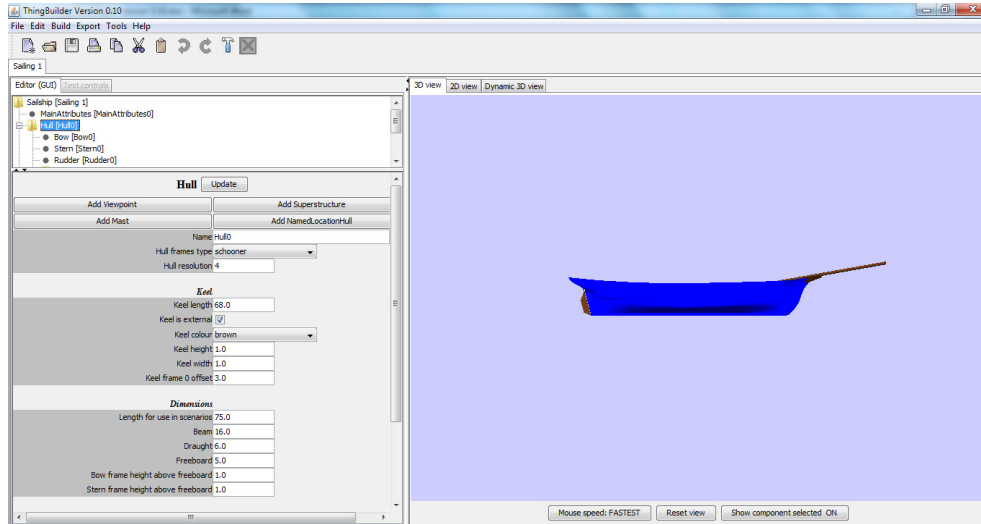 ThingBuilder Version 0.10
File Edit Build Export Tools Help
Sailing 1
Editor (GUI) Test controls
3D view 2D view Dynamic 3D view
Sailship [Sailing 1]
MainAttributes [MainAttributes0]
Hull [Hull0]
Bow [Bow0]
Stern [Stern0]
Rudder [Rudder0]
Hull Update
Add Viewpoint Add Superstructure
Add Mast Add NamedLocationHull
Name Hull0
Hull frames type schooner
Hull resolution 4
Keel
Keel length 68.0
Keel is external
Keel colour brown
Keel height 1.0
Keel width 1.0
Keel frame 0 offset 3.0
Dimensions
Length for use in scenarios 75.0
Beam 16.0
Draught 6.0
Freeboard 5.0
Bow frame height above freeboard 1.0
Stern frame height above freeboard 1.0
Mouse speed: FASTEST Reset view Show component selected ON